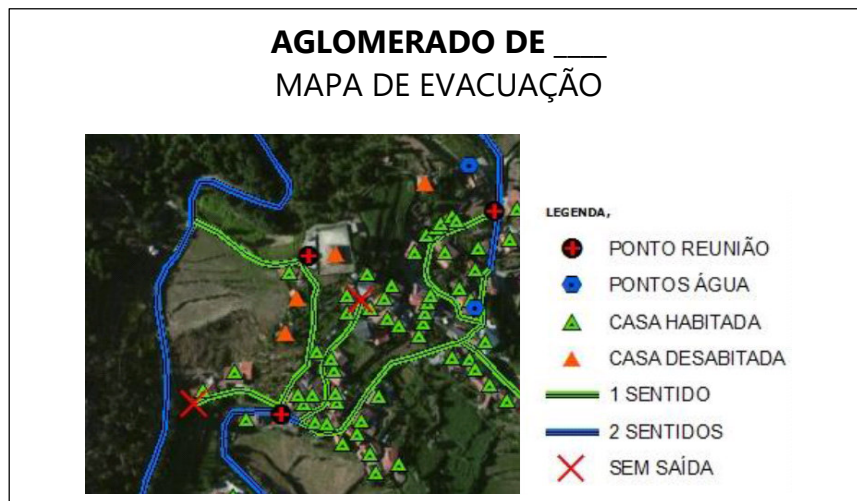 AGLOMERADO DE ____
MAPA DE EVACUAÇÃO
LEGENDA,
PONTO REUNIÃO
PONTOS ÁGUA
CASA HABITADA
CASA DESABITADA
1 SENTIDO
2 SENTIDOS
SEM SAÍDA